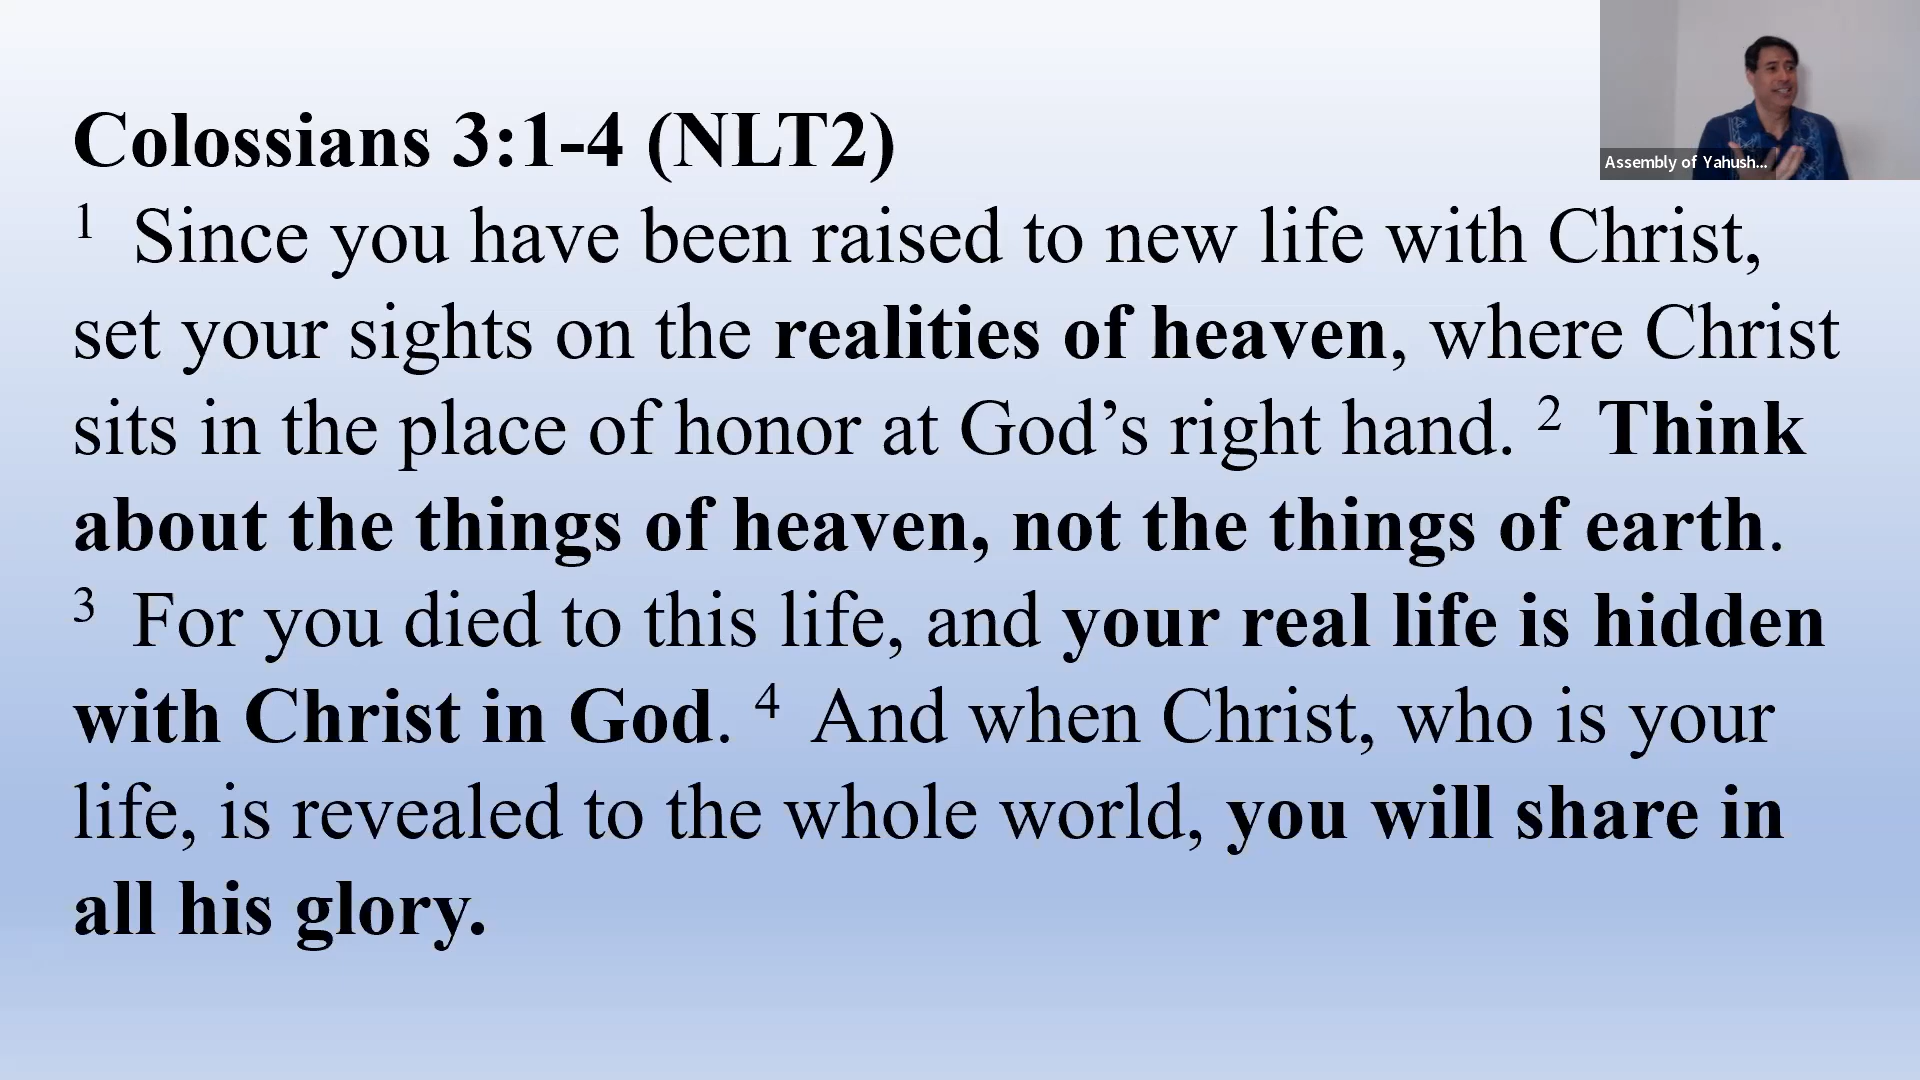 Colossians 3:1-4 (NLT2)
1 Since you have been raised to new life with Christ,
set your sights on the realities of heaven, where Christ
sits in the place of honor at God’s right hand. 2 Think
about the things of heaven, not the things of earth.
3 For you died to this life, and your real life is hidden
with Christ in God. 4 And when Christ, who is your
life, is revealed to the whole world, you will share in
all his glory.
Assembly of Yahush...